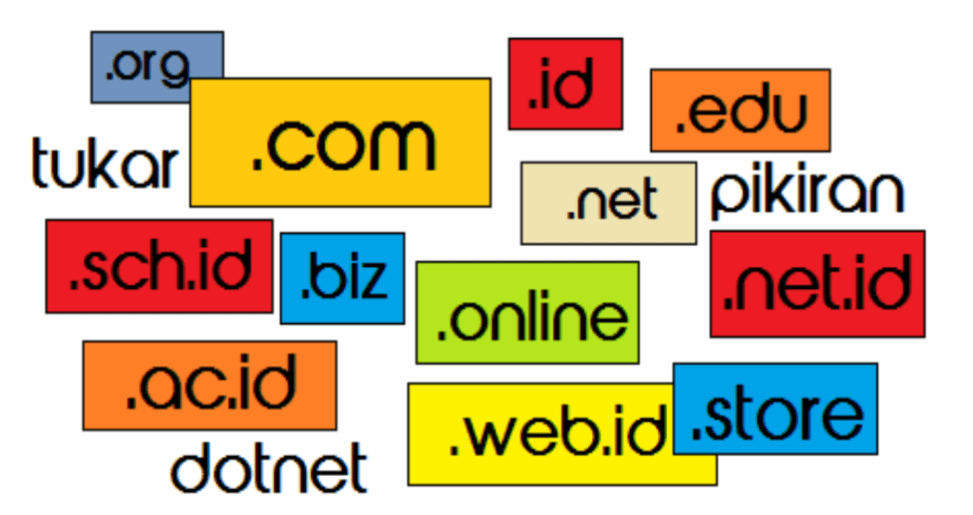 .org
.com
.id
.edu
tukar
.net
pikiran
.sch.id
.biz
.online
.net.id
.ac.id
.web.id
.store
dotnet